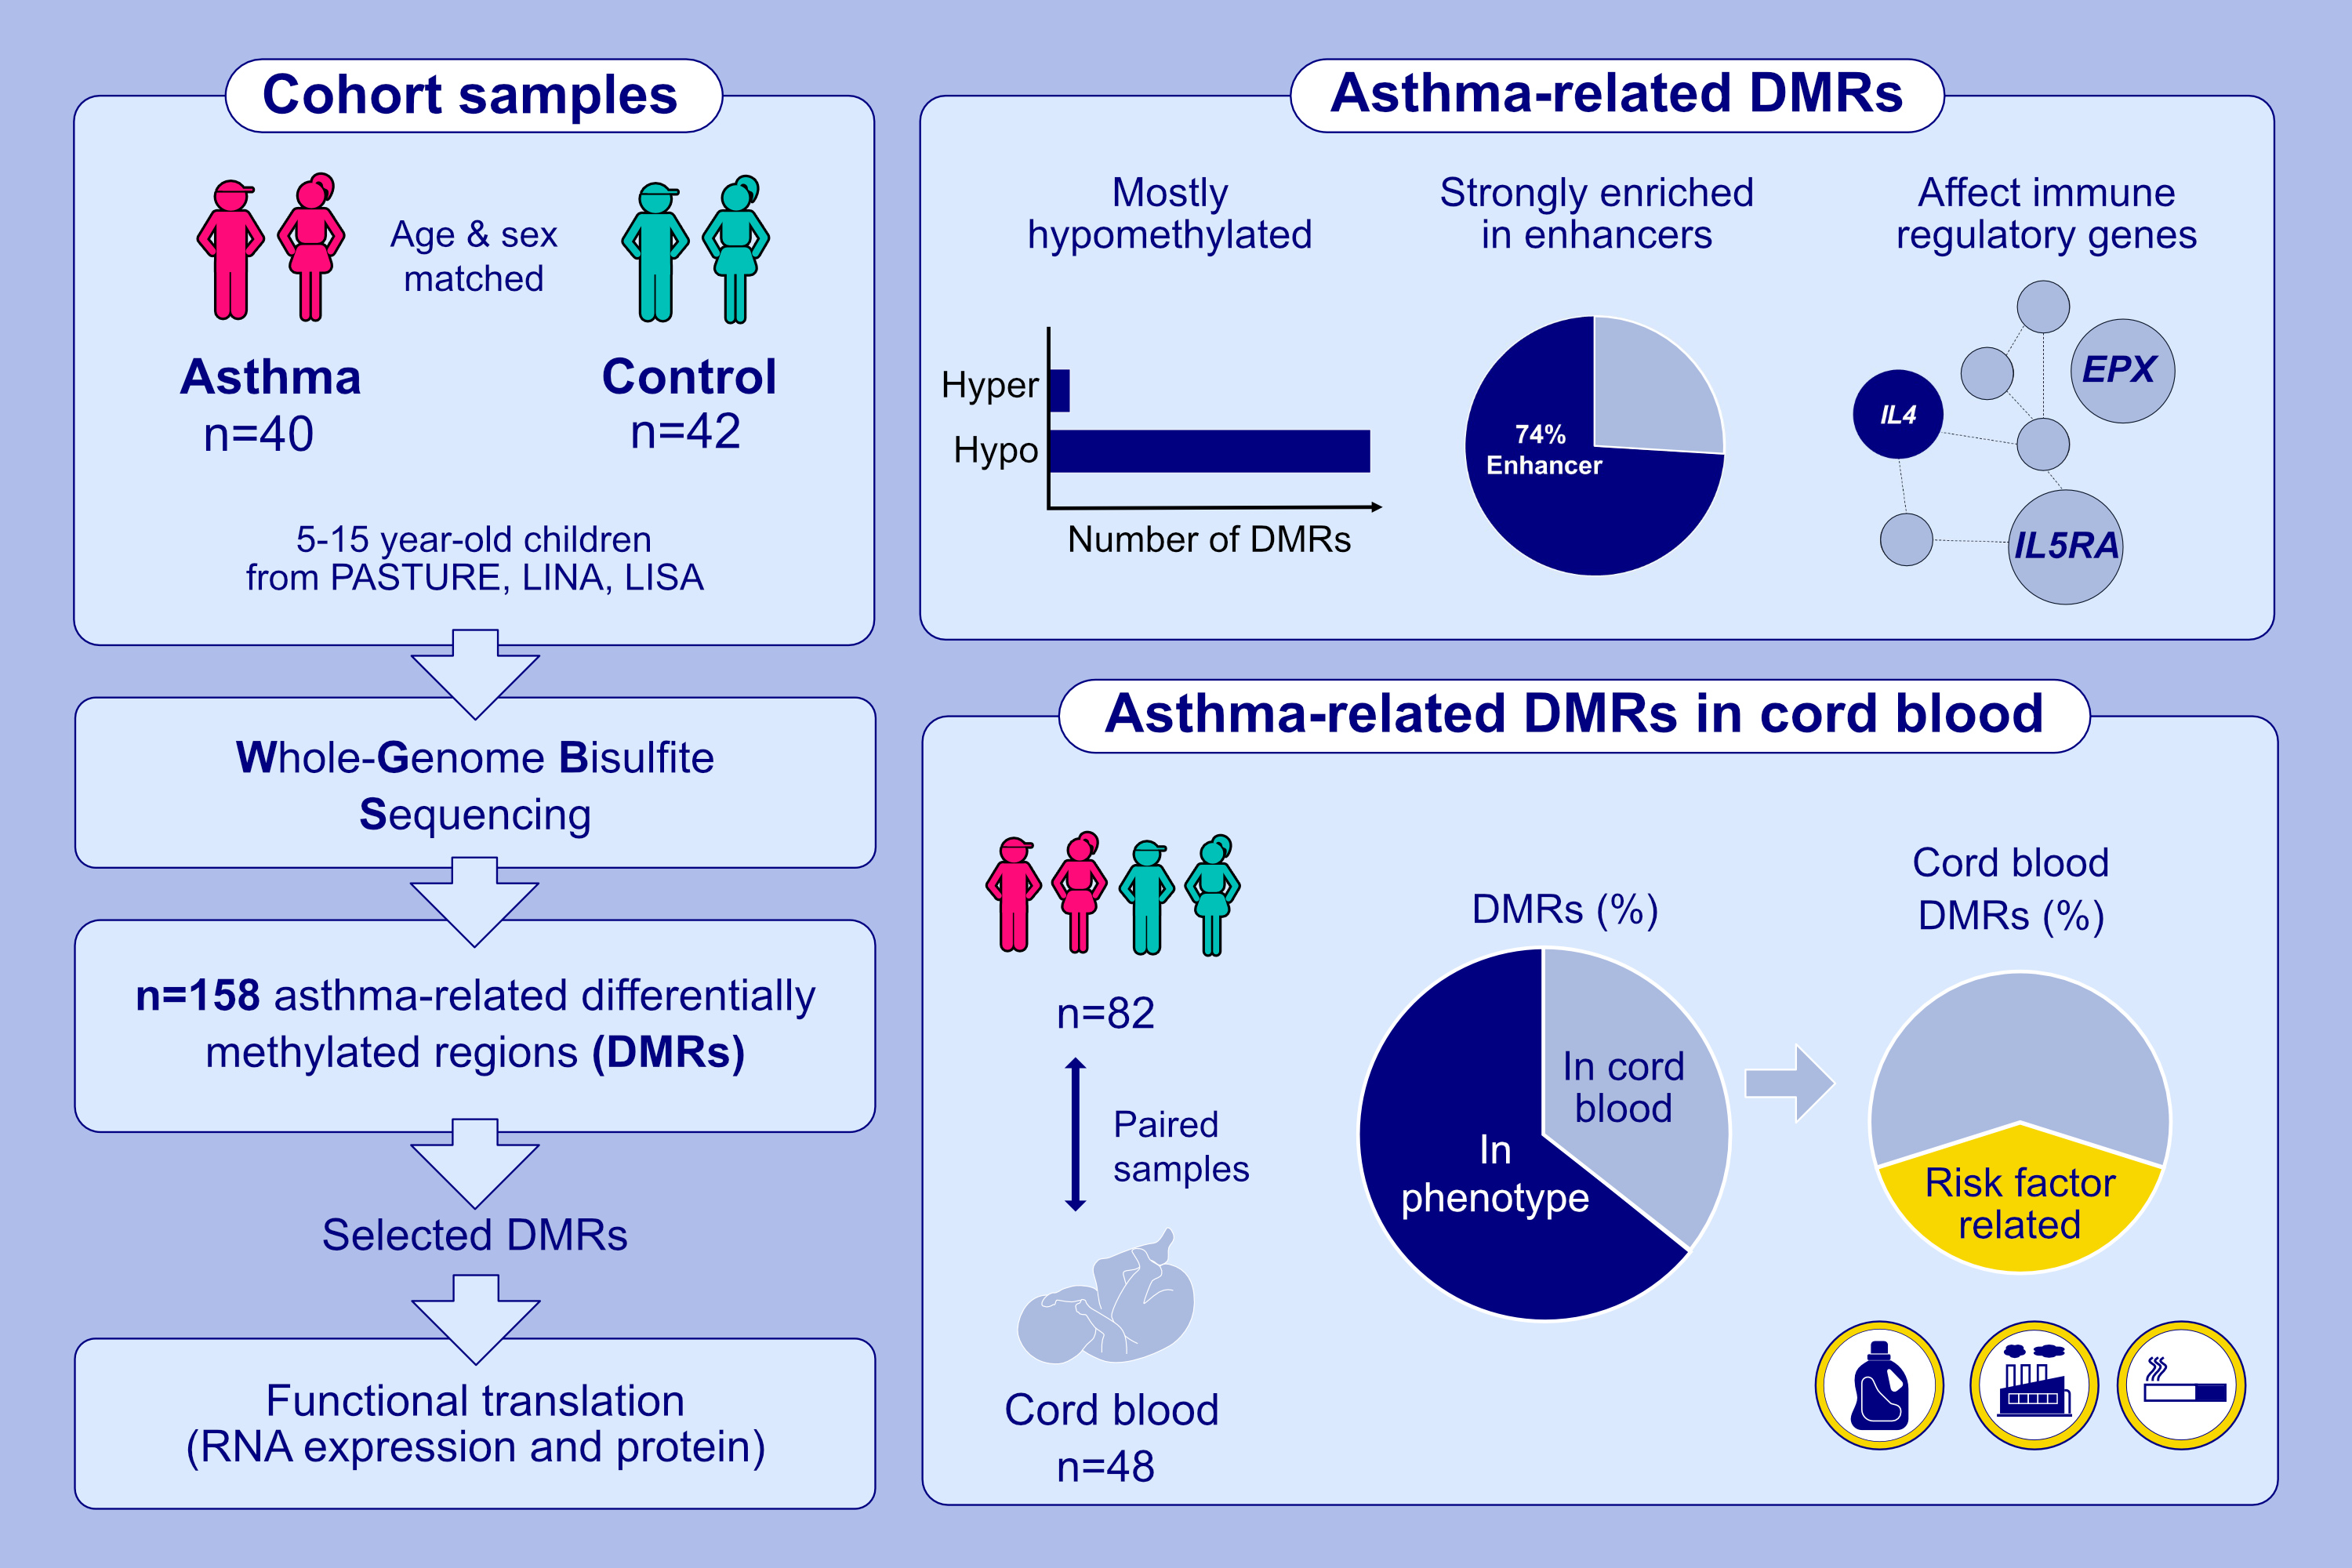 Cohort samples
Age & sex
matched
Asthma
n=40
Control
n=42
5-15 year-old children
from PASTURE, LINA, LISA
Whole-Genome Bisulfite
Sequencing
n=158 asthma-related differentially
methylated regions (DMRs)
Selected DMRs
Functional translation
(RNA expression and protein)
Asthma-related DMRs
Mostly
hypomethylated
Hyper
Hypo
Number of DMRs
Strongly enriched
in enhancers
74%
Enhancer
Affect immune
regulatory genes
EPX
IL4
IL5RA
Asthma-related DMRs in cord blood
n=82
Paired
samples
Cord blood
n=48
DMRs (%)
In cord
blood
In
phenotype
Cord blood
DMRs (%)
Risk factor
related